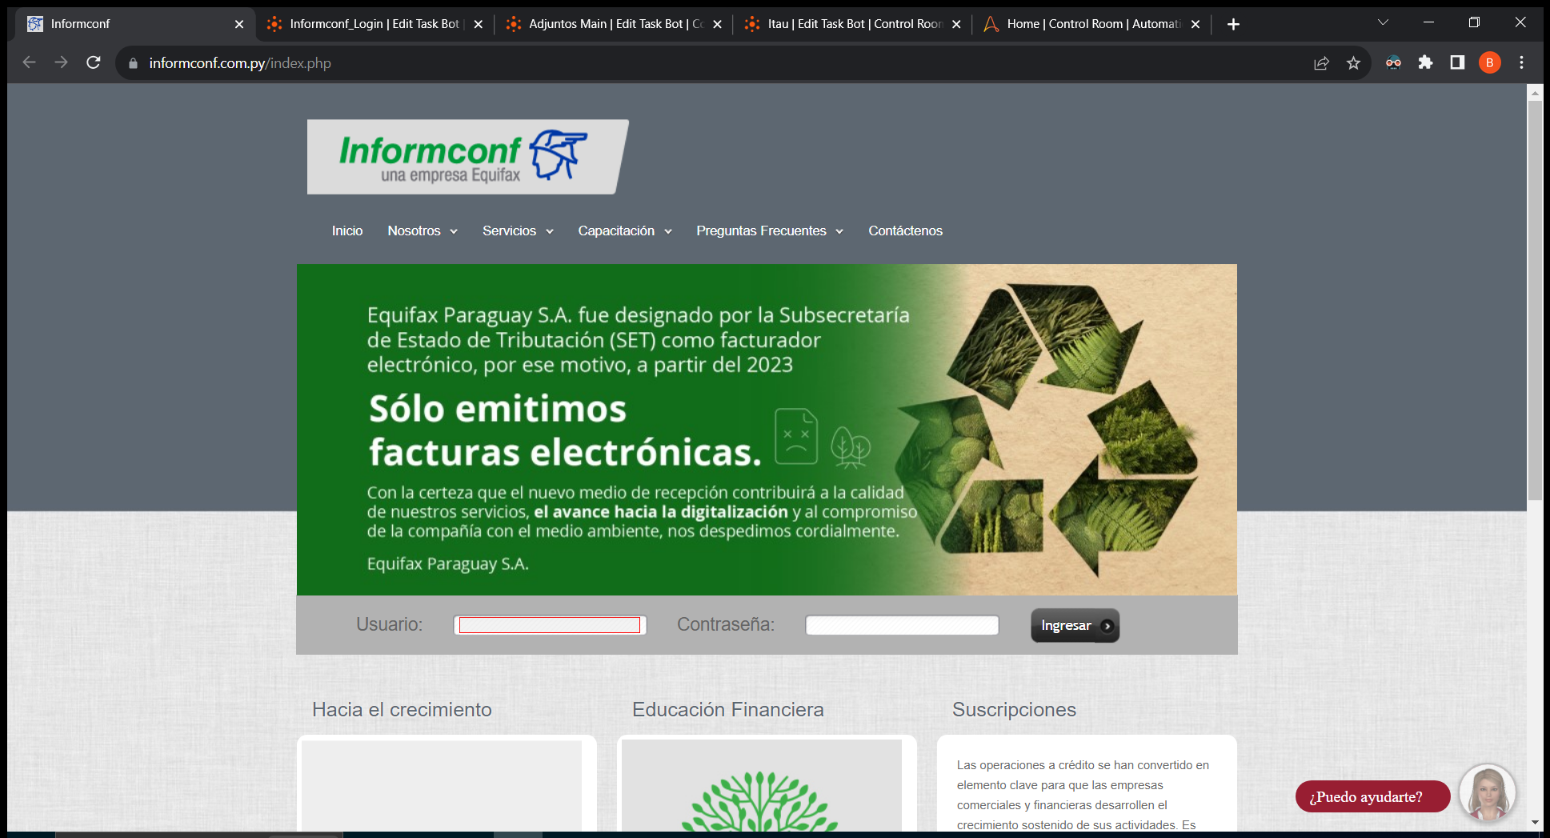 Informconf
Informconf_Login | Edit Task Bot |
Adjuntos Main | Edit Task Bot | Co
Itau | Edit Task Bot | Control Room
Home | Control Room | Automati
informconf.com.py/index.php
B
Informconf
una empresa Equifax
Inicio
Nosotros
Servicios
Capacitación
Preguntas Frecuentes
Contáctenos
Equifax Paraguay S.A. fue designado por la Subsecretaría
de Estado de Tributación (SET) como facturador
electrónico, por ese motivo, a partir del 2023
Sólo emitimos
facturas electrónicas.
Con la certeza que el nuevo medio de recepción contribuirá a la calidad
de nuestros servicios, el avance hacia la digitalización y al compromiso
de la compañía con el medio ambiente, nos despedimos cordialmente.
Equifax Paraguay S.A.
Usuario:
Contraseña:
Ingresar
Hacia el crecimiento
Educación Financiera
Suscripciones
Las operaciones a crédito se han convertido en
elemento clave para que las empresas
comerciales y financieras desarrollen el
crecimiento sostenido de sus actividades. Es
¿Puedo ayudarte?